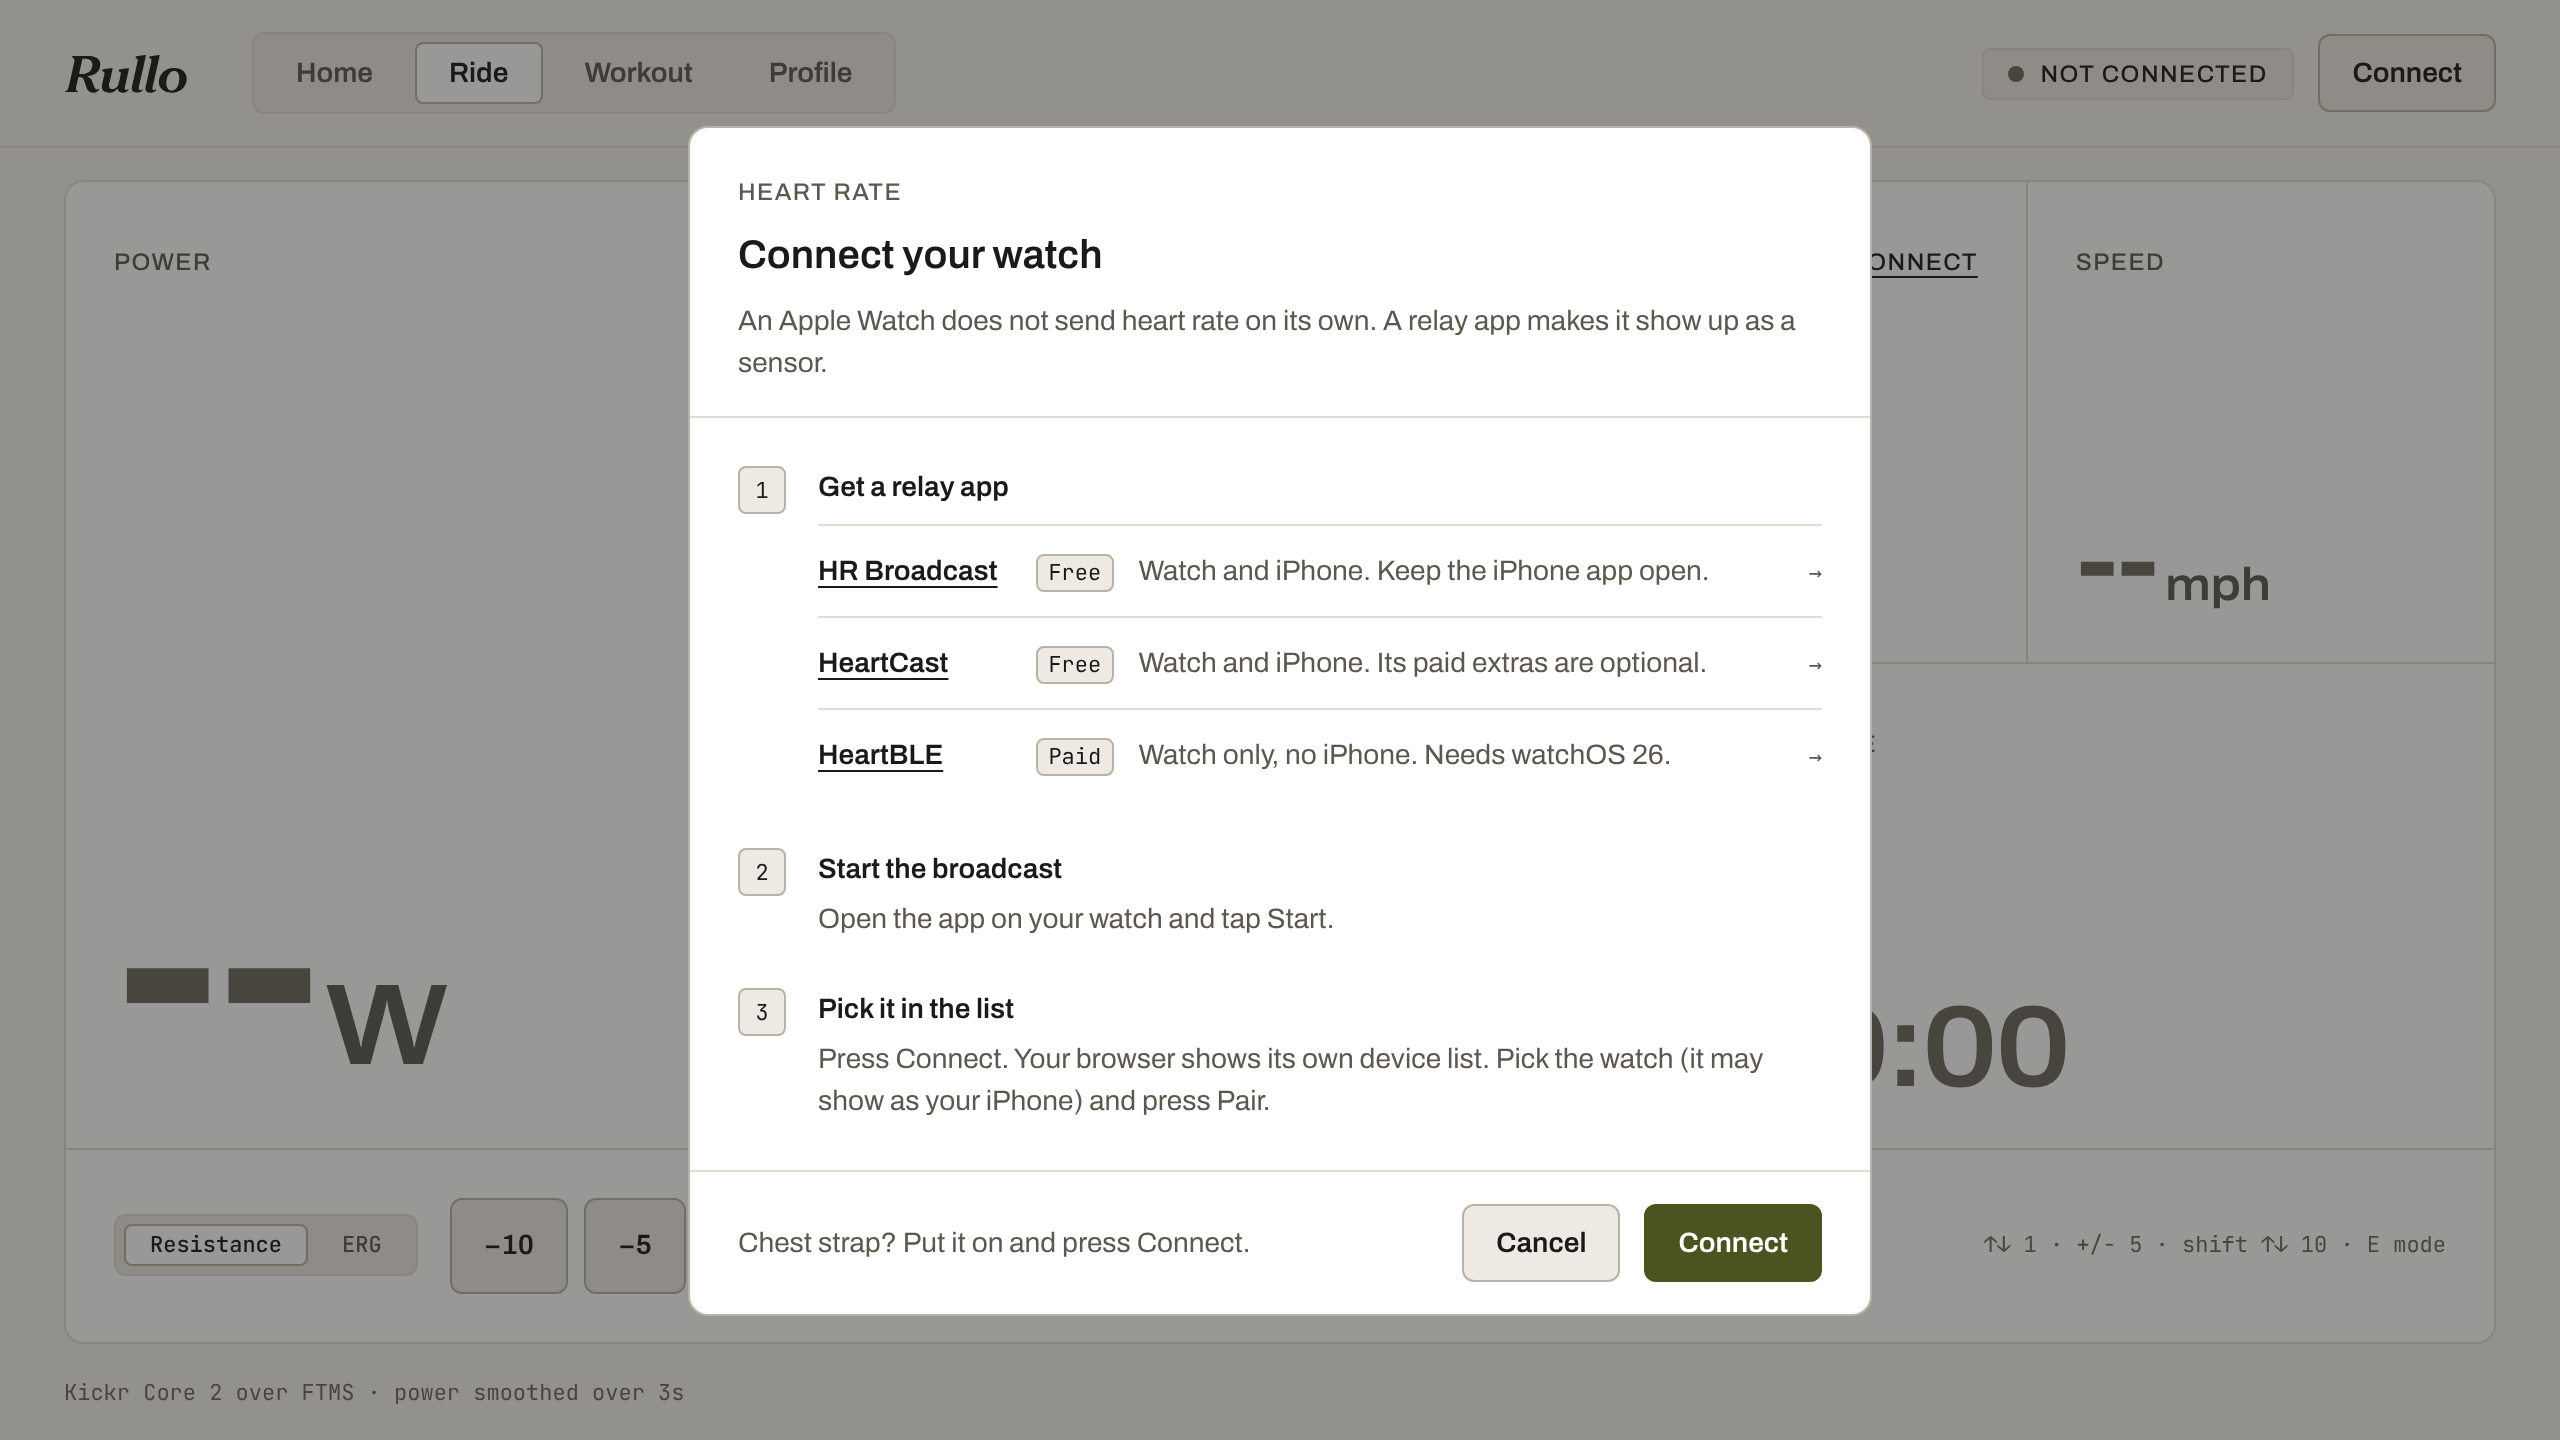 Rullo
Home
Ride
Workout
Profile
NOT CONNECTED
Connect
POWER
ONNECT
SPEED
-- mph
-- W
0:00
HEART RATE
Connect your watch
An Apple Watch does not send heart rate on its own. A relay app makes it show up as a
sensor.
1
Get a relay app
HR Broadcast Free Watch and iPhone. Keep the iPhone app open. →
HeartCast Free Watch and iPhone. Its paid extras are optional. →
HeartBLE Paid Watch only, no iPhone. Needs watchOS 26. →
2
Start the broadcast
Open the app on your watch and tap Start.
3
Pick it in the list
Press Connect. Your browser shows its own device list. Pick the watch (it may
show as your iPhone) and press Pair.
Chest strap? Put it on and press Connect.
Cancel
Connect
Resistance
ERG
−10
−5
↑↓ 1 · +/- 5 · shift ↑↓ 10 · E mode
Kickr Core 2 over FTMS · power smoothed over 3s